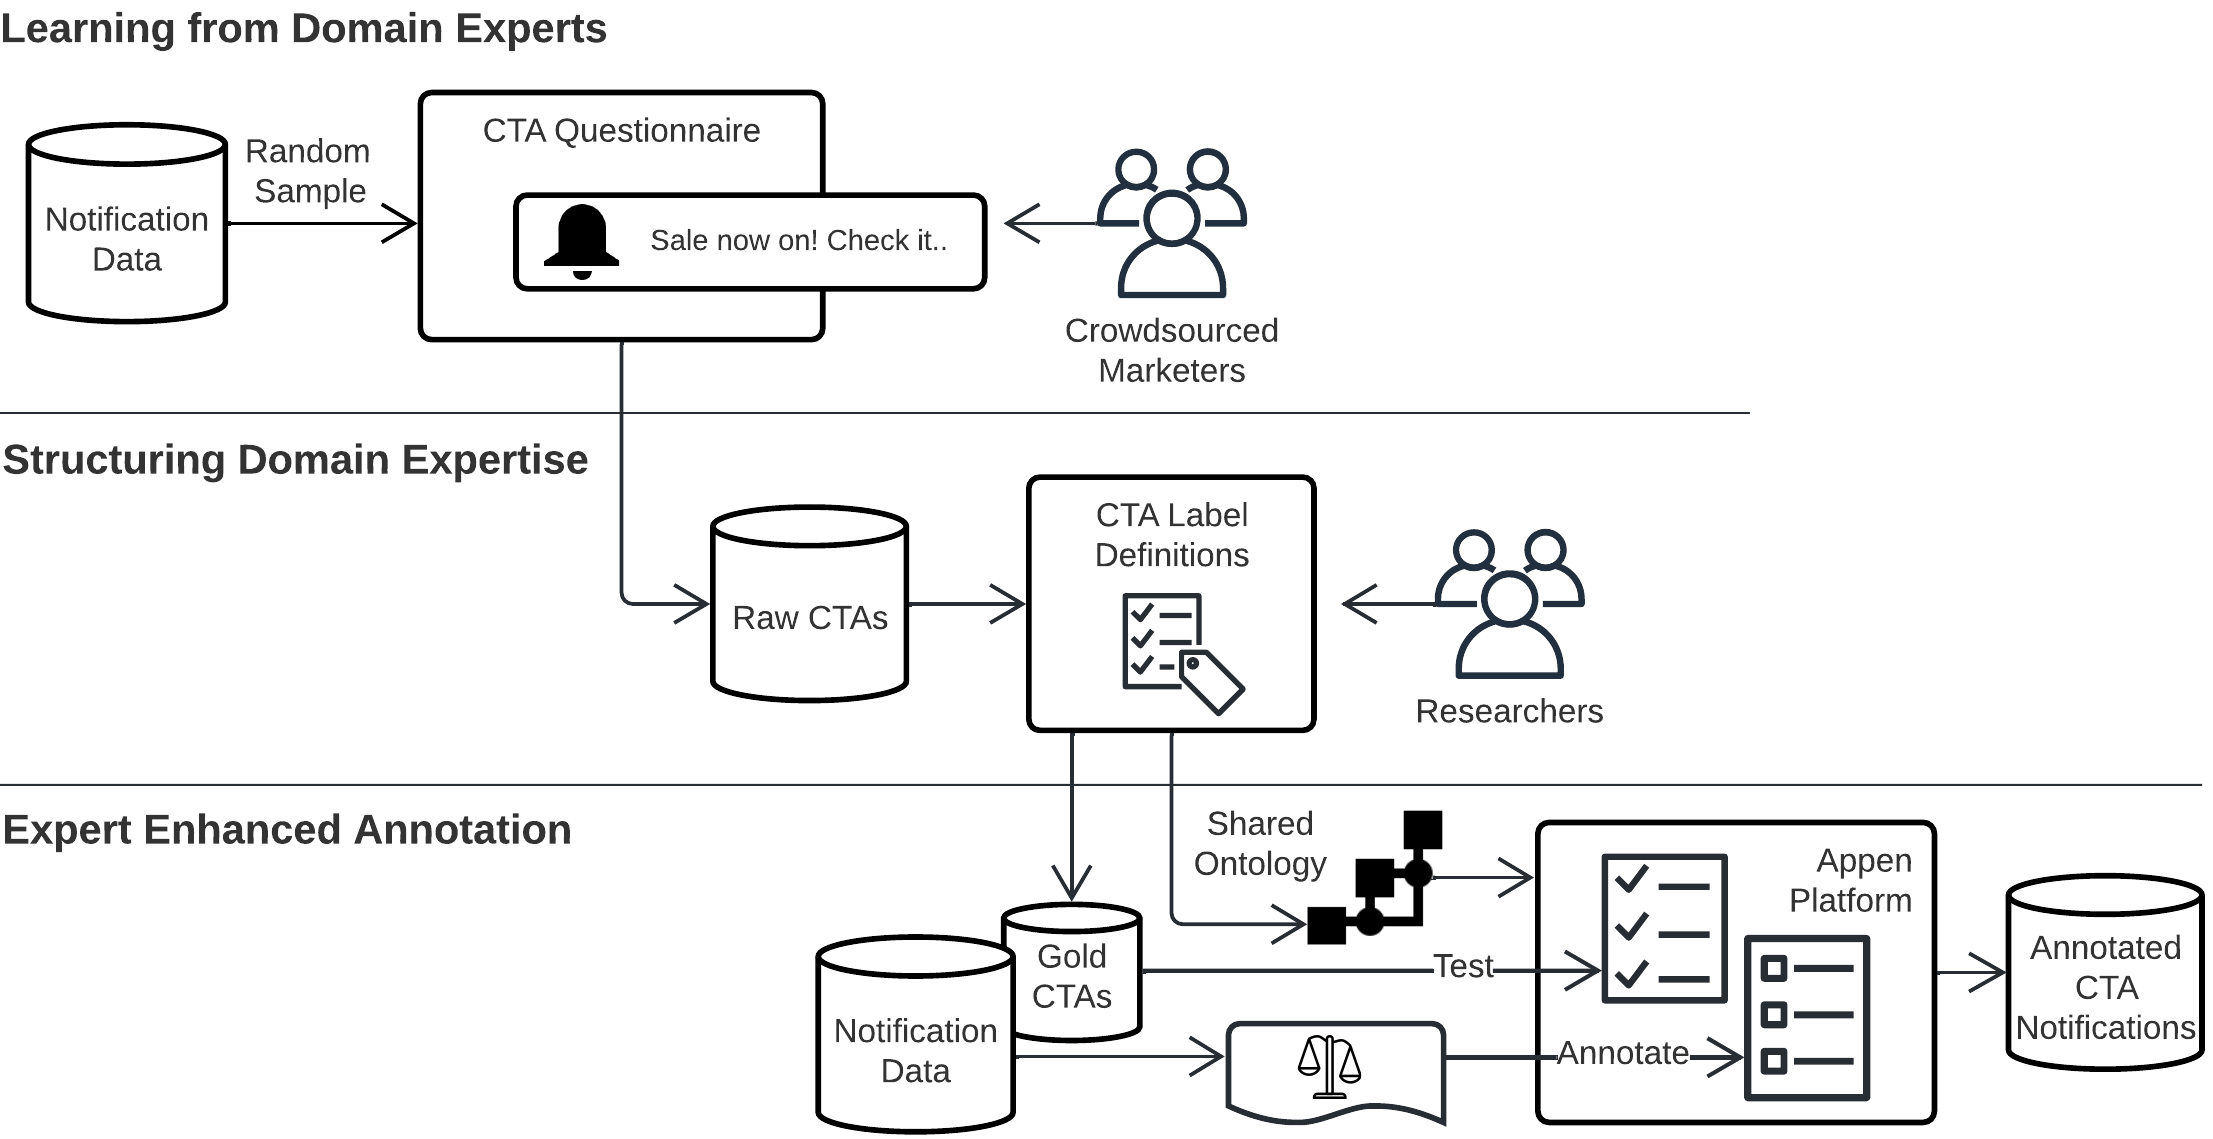 Learning from Domain Experts
CTA Questionnaire
Random
Sample
Notification
Data
Sale now on! Check it..
Crowdsourced
Marketers
Structuring Domain Expertise
CTA Label
Definitions
Raw CTAs
Researchers
Expert Enhanced Annotation
Shared
Ontology
Appen
Platform
Gold
CTAs
Test
Notification
Data
Annotate
Annotated
CTA
Notifications